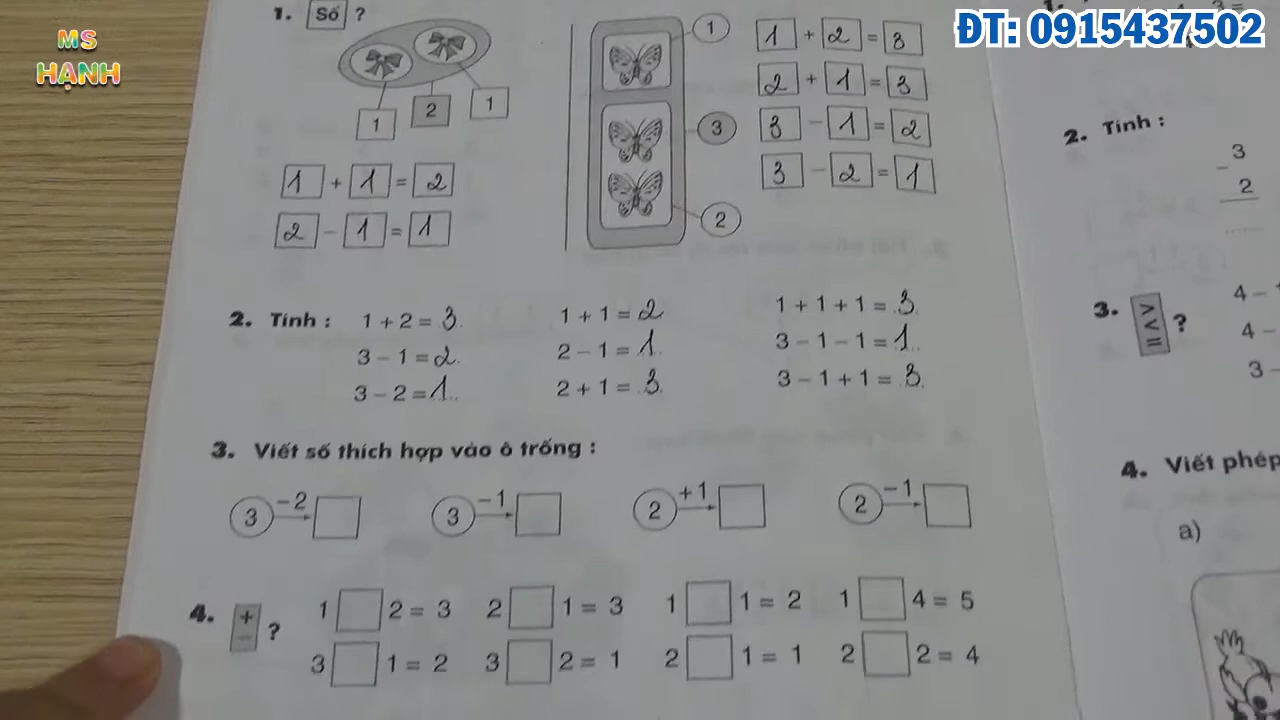 MS
HẠNH
ĐT: 0915437502
1. Số ?
1 2 1
1 + 1 = 2
2 - 1 = 1
1
3
2
1 + 2 = 3
2 + 1 = 3
3 - 1 = 2
3 - 2 = 1
2. Tính :
1 + 2 = 3
3 - 1 = 2
3 - 2 = 1
1 + 1 = 2
2 - 1 = 1
2 + 1 = 3
1 + 1 + 1 = 3
3 - 1 - 1 = 1
3 - 1 + 1 = 3
3. Viết số thích hợp vào ô trống :
3 -2
3 -1
2 +1
2 -1
4. + - ?
1 2 = 3 2 1 = 3 1 1 = 2 1 4 = 5
3 1 = 2 3 2 = 1 2 1 = 1 2 2 = 4
2. Tính :
- 3
2
3. > < = ?
4 -
4 -
3 -
4. Viết phép
a)